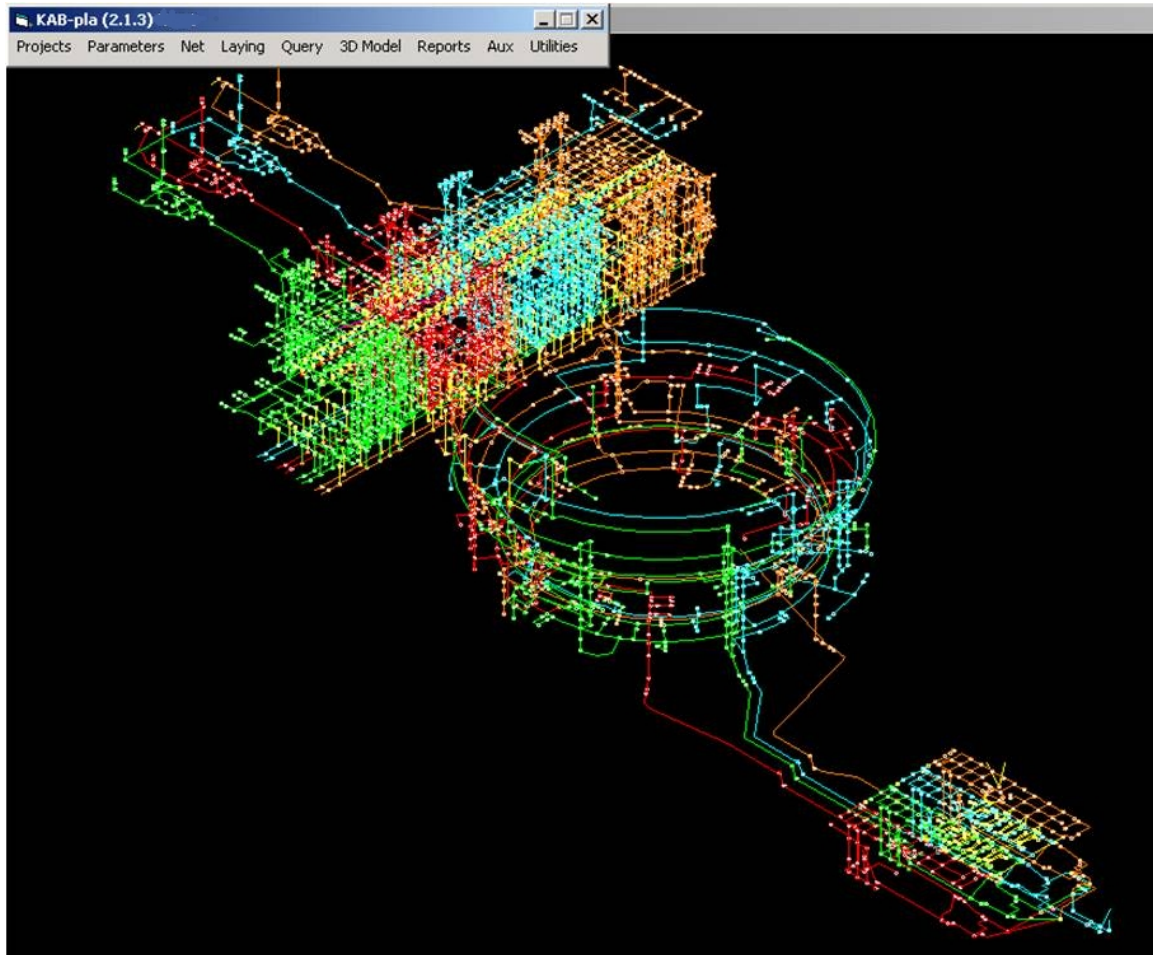 KAB-pla (2.1.3)
Projects Parameters Net Laying Query 3D Model Reports Aux Utilities